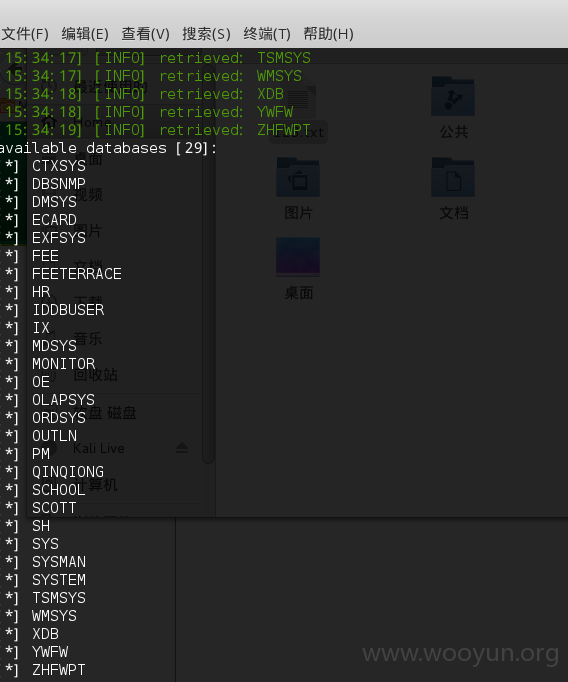 文件(F) 编辑(E) 查看(V) 搜索(S) 终端(T) 帮助(H)
15:34:17] [INFO] retrieved: TSMSYS
15:34:17] [INFO] retrieved: WMSYS
15:34:18] [INFO] retrieved: XDB
15:34:18] [INFO] retrieved: YWFW
15:34:19] [INFO] retrieved: ZHFWPT
available databases [29]:
*] CTXSYS
*] DBSNMP
*] DMSYS
*] ECARD
*] EXFSYS
*] FEE
*] FEETERRACE
*] HR
*] IDDBUSER
*] IX
*] MDSYS
*] MONITOR
*] OE
*] OLAPSYS
*] ORDSYS
*] OUTLN
*] PM
*] QINQIONG
*] SCHOOL
*] SCOTT
*] SH
*] SYS
*] SYSMAN
*] SYSTEM
*] TSMSYS
*] WMSYS
*] XDB
*] YWFW
*] ZHFWPT
视频
音乐
回收站
磁盘
Kali Live
计算机
公共
图片
文档
桌面
www.wooyun.org